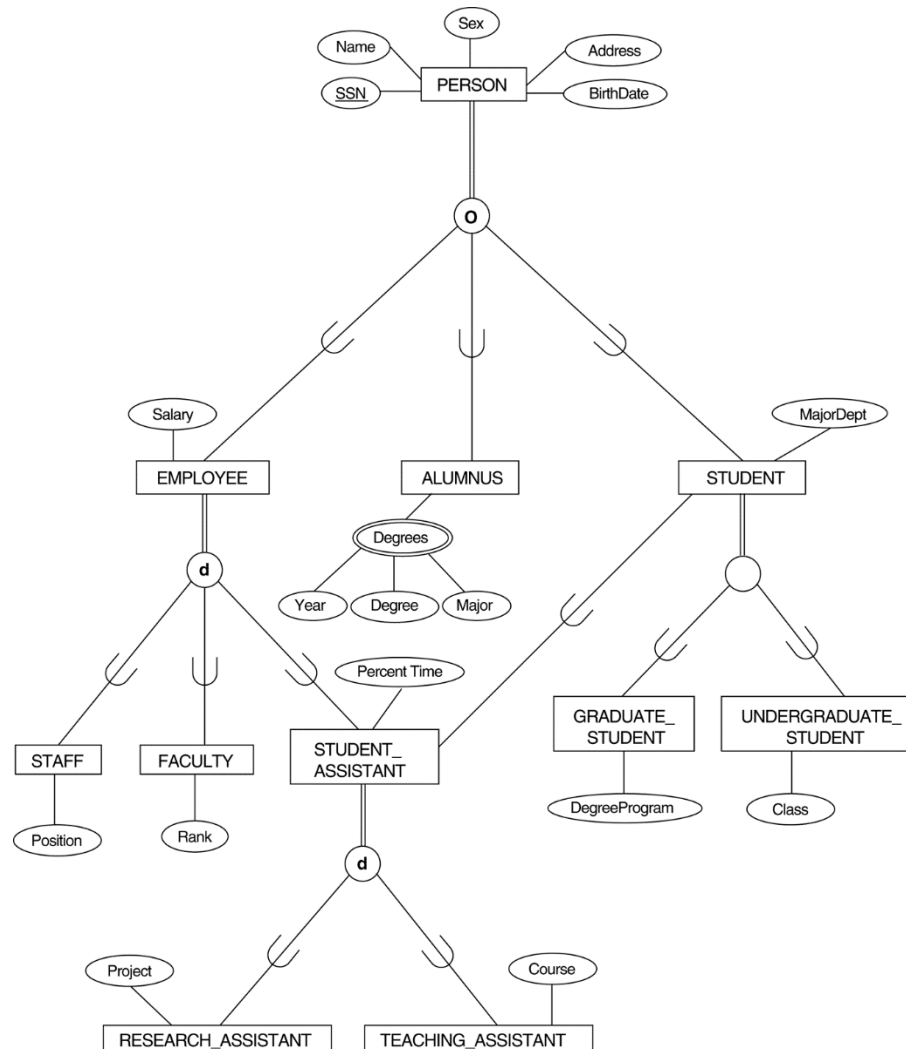 Sex
Name
Address
PERSON
SSN
BirthDate
O
Salary
MajorDept
EMPLOYEE
ALUMNUS
STUDENT
Degrees
d
Year
Degree
Major
Percent Time
GRADUATE_
STUDENT
UNDERGRADUATE_
STUDENT
STAFF
FACULTY
STUDENT_
ASSISTANT
DegreeProgram
Class
Position
Rank
d
Project
Course
RESEARCH_ASSISTANT
TEACHING_ASSISTANT